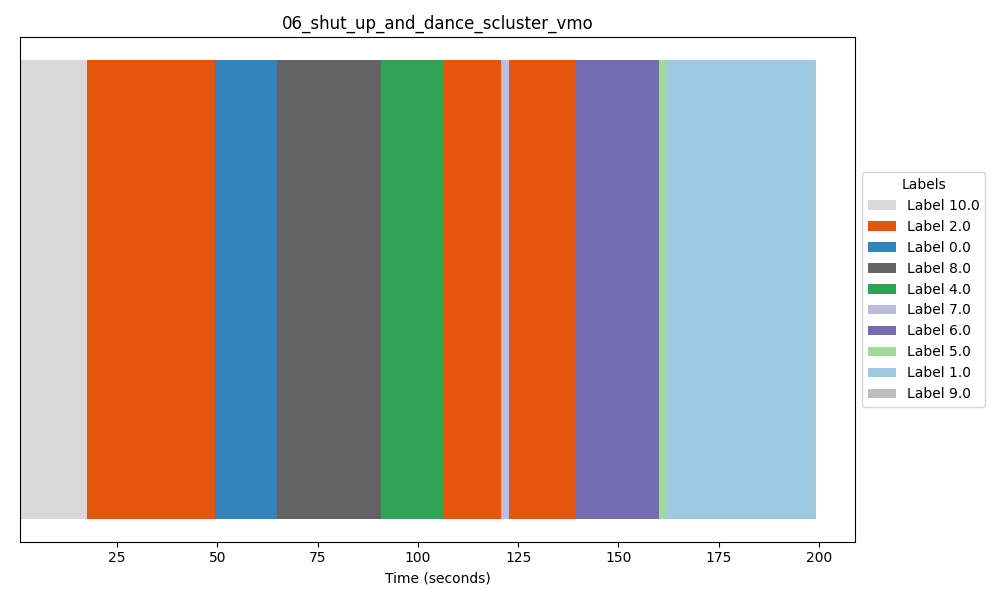 06_shut_up_and_dance_scluster_vmo
Labels
Label 10.0
Label 2.0
Label 0.0
Label 8.0
Label 4.0
Label 7.0
Label 6.0
Label 5.0
Label 1.0
Label 9.0
25 50 75 100 125 150 175 200
Time (seconds)